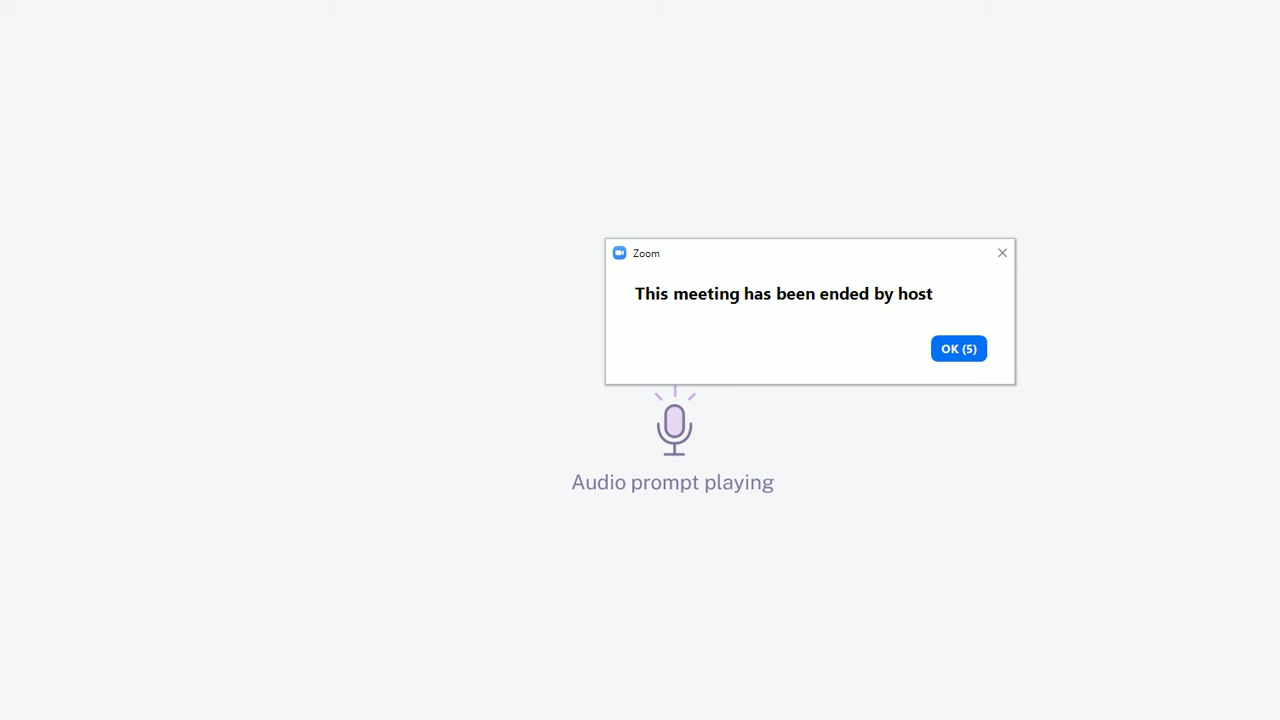 Zoom
This meeting has been ended by host
OK (5)
Audio prompt playing